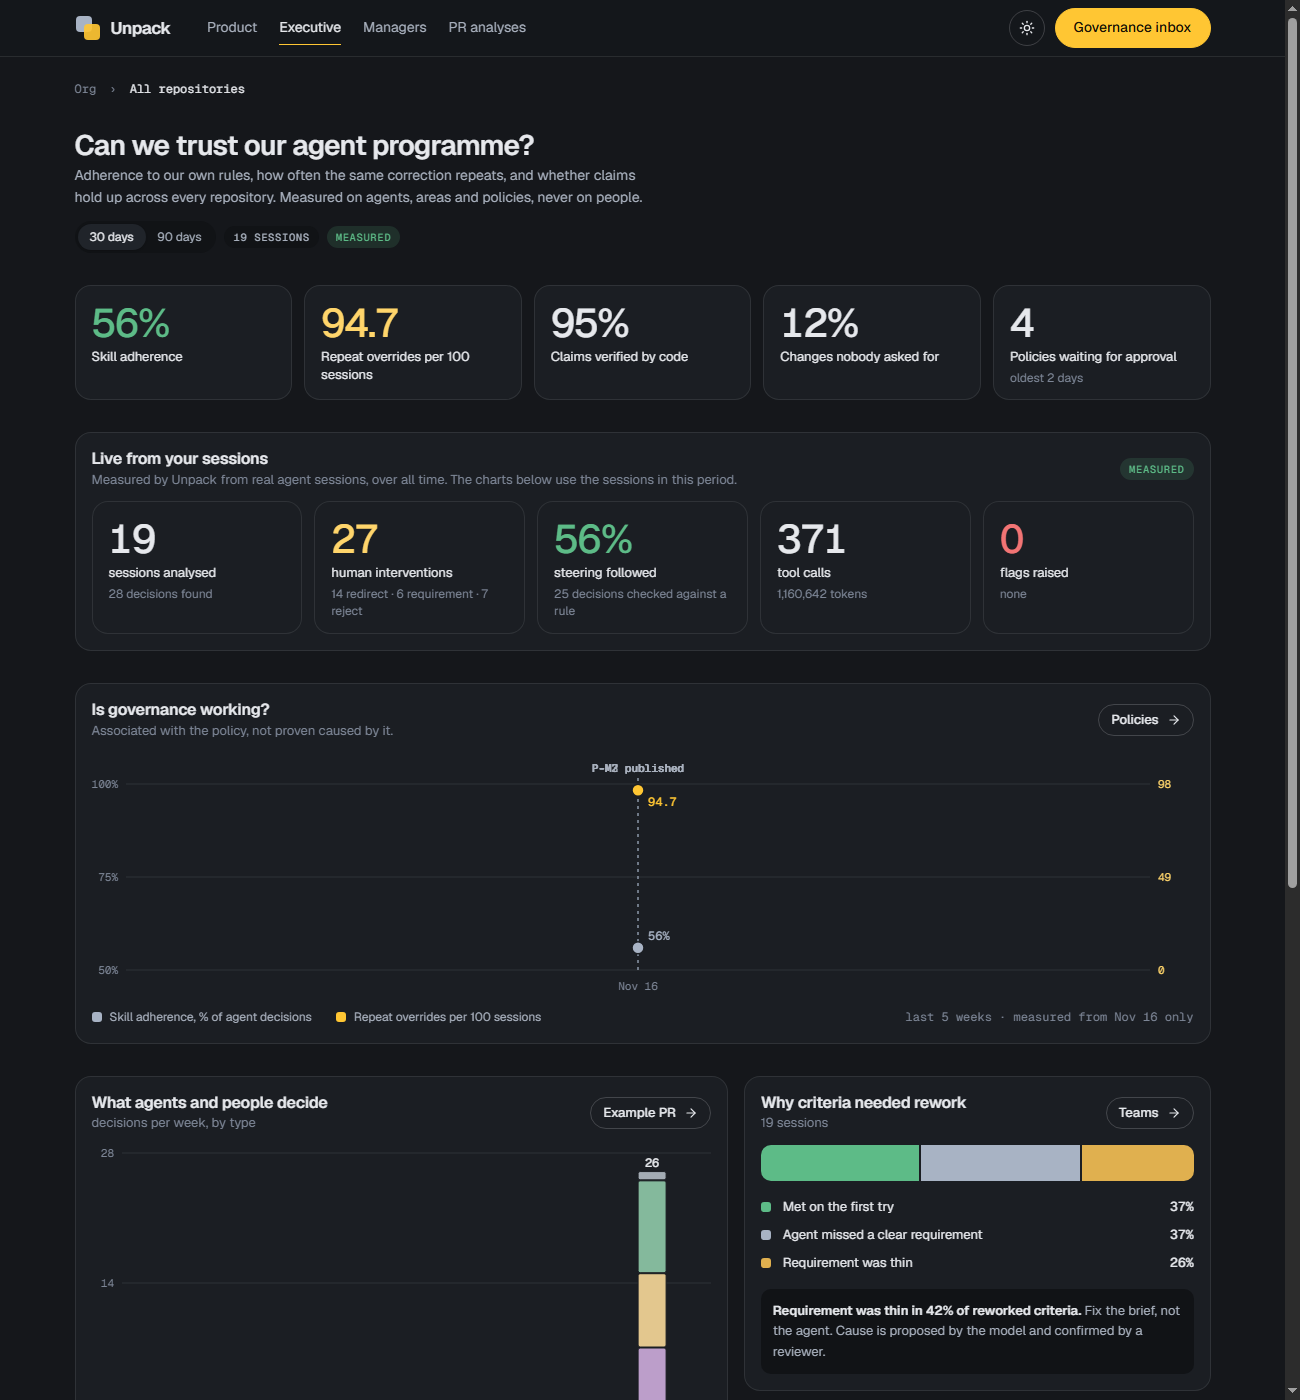 Unpack
Product
Executive
Managers
PR analyses
Governance inbox
Org › All repositories
Can we trust our agent programme?
Adherence to our own rules, how often the same correction repeats, and whether claims
hold up across every repository. Measured on agents, areas and policies, never on people.
30 days
90 days
19 SESSIONS
MEASURED
56%
Skill adherence
94.7
Repeat overrides per 100
sessions
95%
Claims verified by code
12%
Changes nobody asked for
4
Policies waiting for approval
oldest 2 days
Live from your sessions
Measured by Unpack from real agent sessions, over all time. The charts below use the sessions in this period.
MEASURED
19
sessions analysed
28 decisions found
27
human interventions
14 redirect · 6 requirement · 7
reject
56%
steering followed
25 decisions checked against a
rule
371
tool calls
1,160,642 tokens
0
flags raised
none
Is governance working?
Associated with the policy, not proven caused by it.
Policies →
published
100%
98
94.7
75%
49
56%
50%
0
Nov 16
Skill adherence, % of agent decisions
Repeat overrides per 100 sessions
last 5 weeks · measured from Nov 16 only
What agents and people decide
decisions per week, by type
Example PR →
28
26
14
Why criteria needed rework
19 sessions
Teams →
Met on the first try 37%
Agent missed a clear requirement 37%
Requirement was thin 26%
Requirement was thin in 42% of reworked criteria. Fix the brief, not
the agent. Cause is proposed by the model and confirmed by a
reviewer.